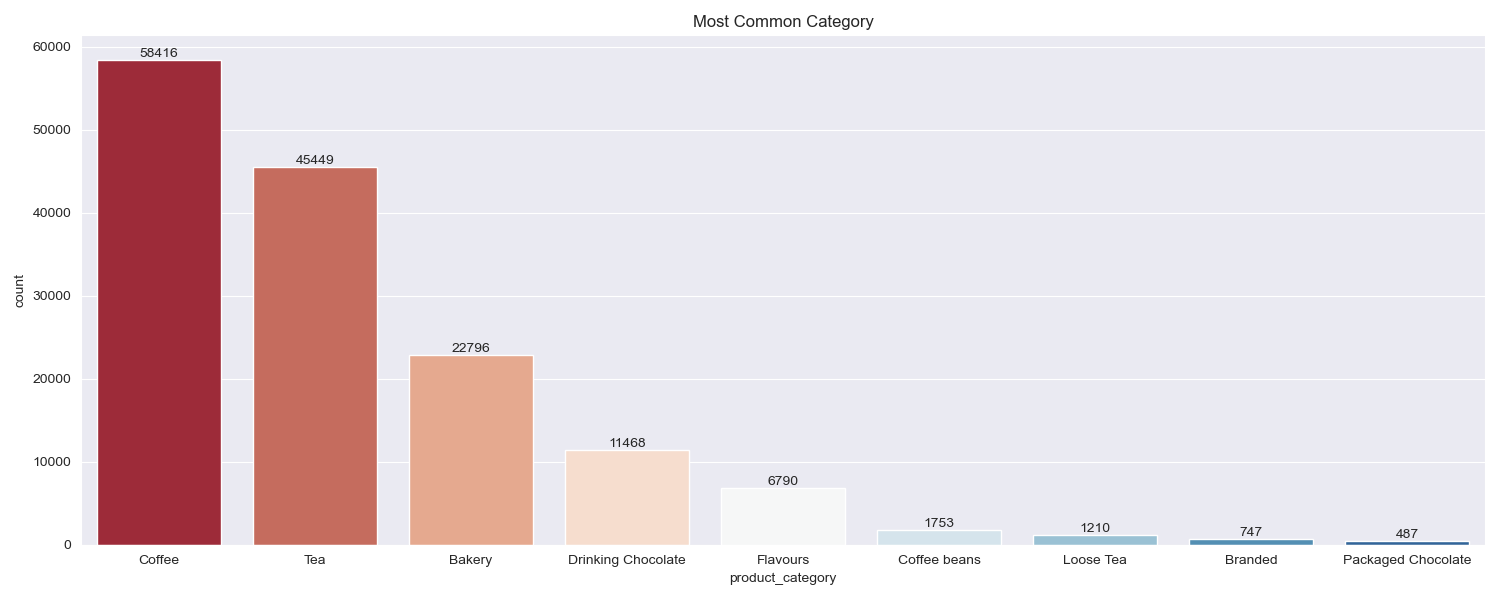 Most Common Category
60000
50000
40000
30000
20000
10000
0
count
58416
45449
22796
11468
6790
1753
1210
747
487
Coffee
Tea
Bakery
Drinking Chocolate
Flavours
Coffee beans
Loose Tea
Branded
Packaged Chocolate
product_category